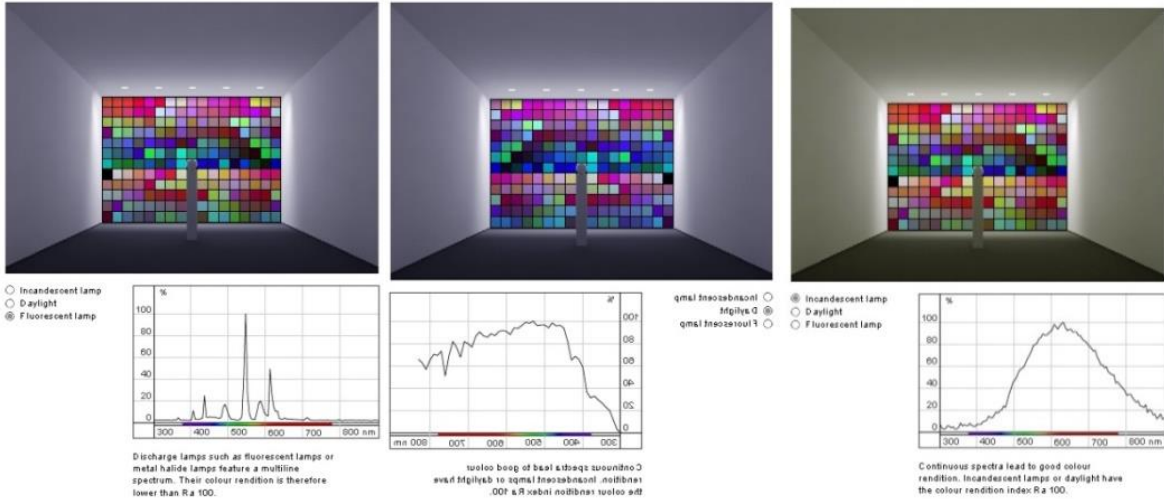 Incandescent lamp
Daylight
Fluorescent lamp
%
100
80
60
40
20
0
300 400 500 600 700 800 nm
Discharge lamps such as fluorescent lamps or
metal halide lamps feature a multiline
spectrum. Their colour rendition is therefore
lower than Ra 100.
Incandescent lamp
Daylight
Fluorescent lamp
%
100
80
60
40
20
0
300 400 500 600 700 800 nm
Continuous spectra lead to good colour
rendition. Incandescent lamps or daylight have
the colour rendition index Ra 100.
Incandescent lamp
Daylight
Fluorescent lamp
%
100
80
60
40
20
0
300 400 500 600 700 800 nm
Continuous spectra lead to good colour
rendition. Incandescent lamps or daylight have
the colour rendition index Ra 100.